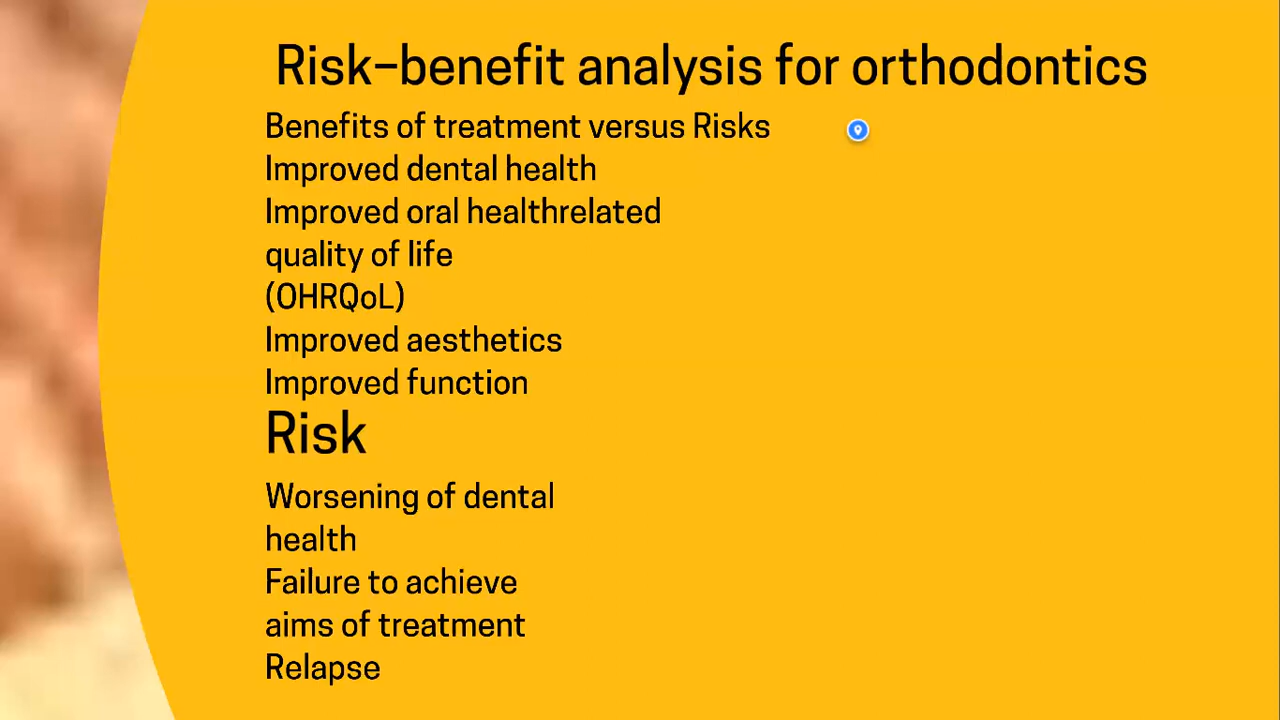 Risk–benefit analysis for orthodontics
Benefits of treatment versus Risks
Improved dental health
Improved oral healthrelated
quality of life
(OHRQoL)
Improved aesthetics
Improved function
Risk
Worsening of dental
health
Failure to achieve
aims of treatment
Relapse